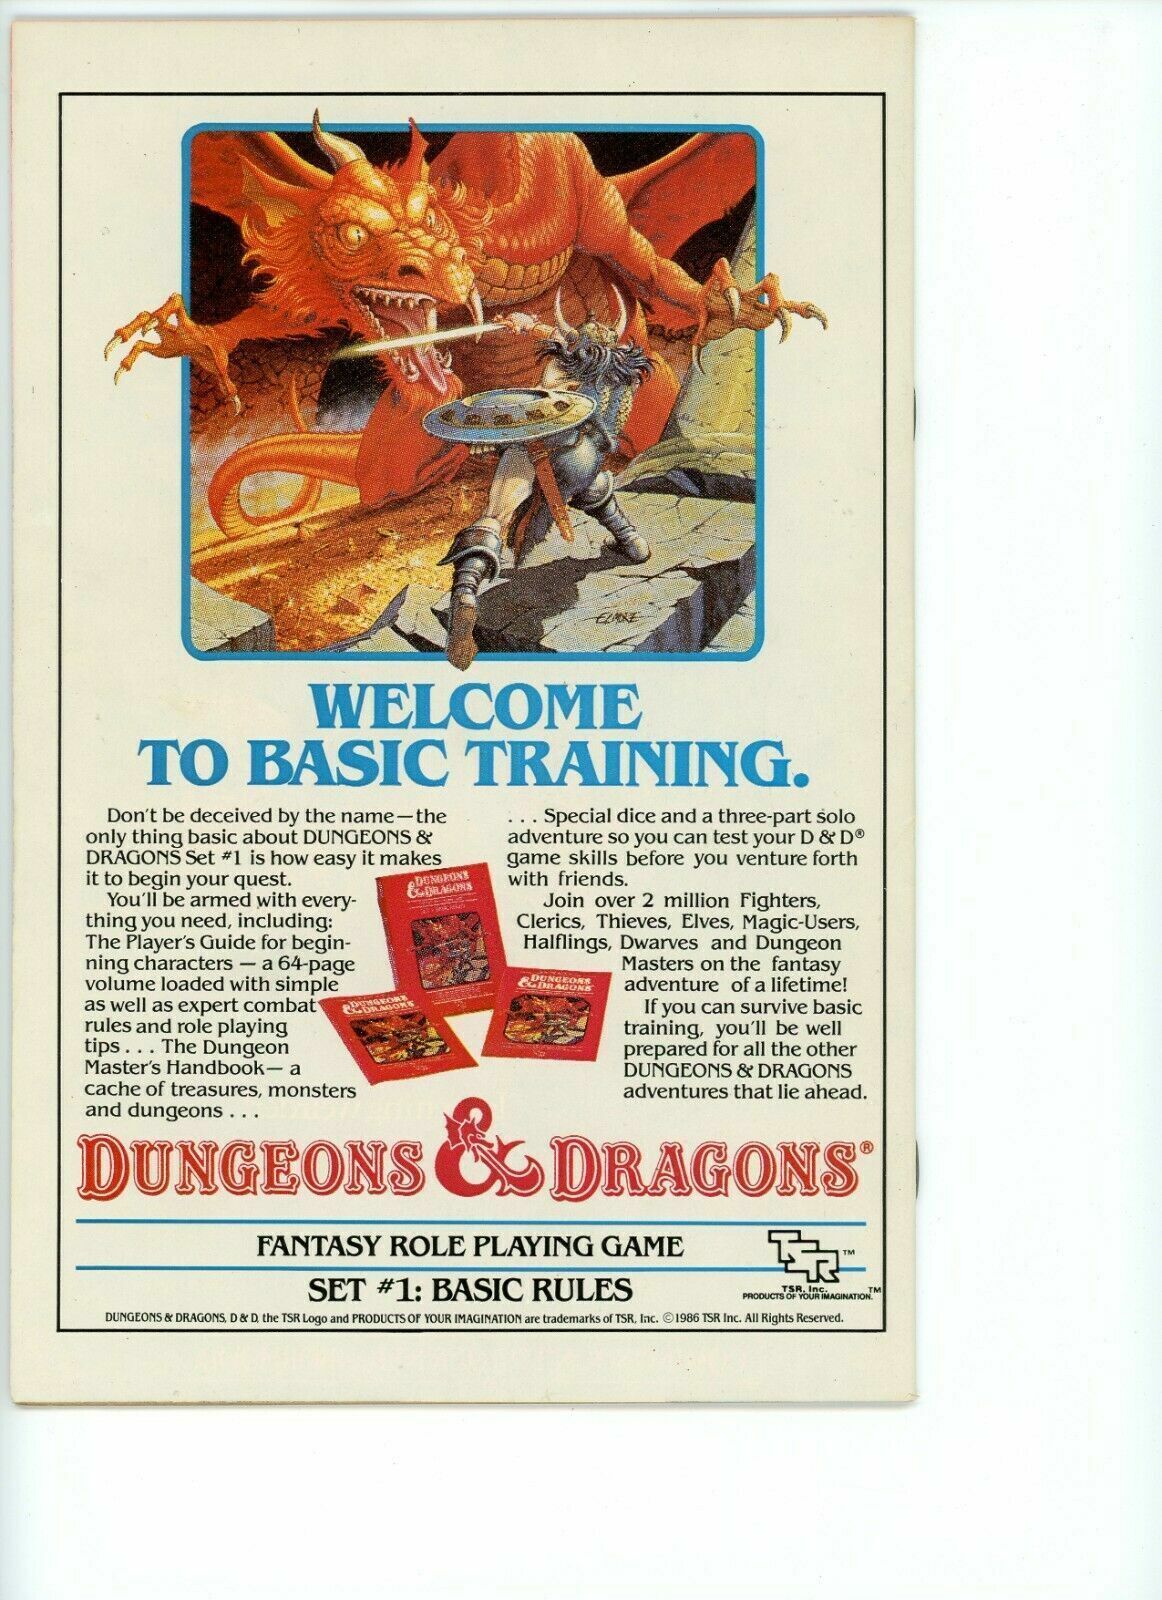 ELMORE
WELCOME
TO BASIC TRAINING.
Don't be deceived by the name—the
only thing basic about DUNGEONS &
DRAGONS Set #1 is how easy it makes
it to begin your quest.
You'll be armed with every-
thing you need, including:
The Player's Guide for begin-
ning characters — a 64-page
volume loaded with simple
as well as expert combat
rules and role playing
tips . . . The Dungeon
Master's Handbook— a
cache of treasures, monsters
and dungeons . . .
. . . Special dice and a three-part solo
adventure so you can test your D & D®
game skills before you venture forth
with friends.
Join over 2 million Fighters,
Clerics, Thieves, Elves, Magic-Users,
Halflings, Dwarves and Dungeon
Masters on the fantasy
adventure of a lifetime!
If you can survive basic
training, you'll be well
prepared for all the other
DUNGEONS & DRAGONS
adventures that lie ahead.
DUNGEONS
& DRAGONS
DUNGEONS
& DRAGONS
DUNGEONS
& DRAGONS
DUNGEONS & DRAGONS®
FANTASY ROLE PLAYING GAME
SET #1: BASIC RULES
TSR™
TSR, Inc.
PRODUCTS OF YOUR IMAGINATION.™
DUNGEONS & DRAGONS, D & D, the TSR Logo and PRODUCTS OF YOUR IMAGINATION are trademarks of TSR, Inc. ©1986 TSR Inc. All Rights Reserved.